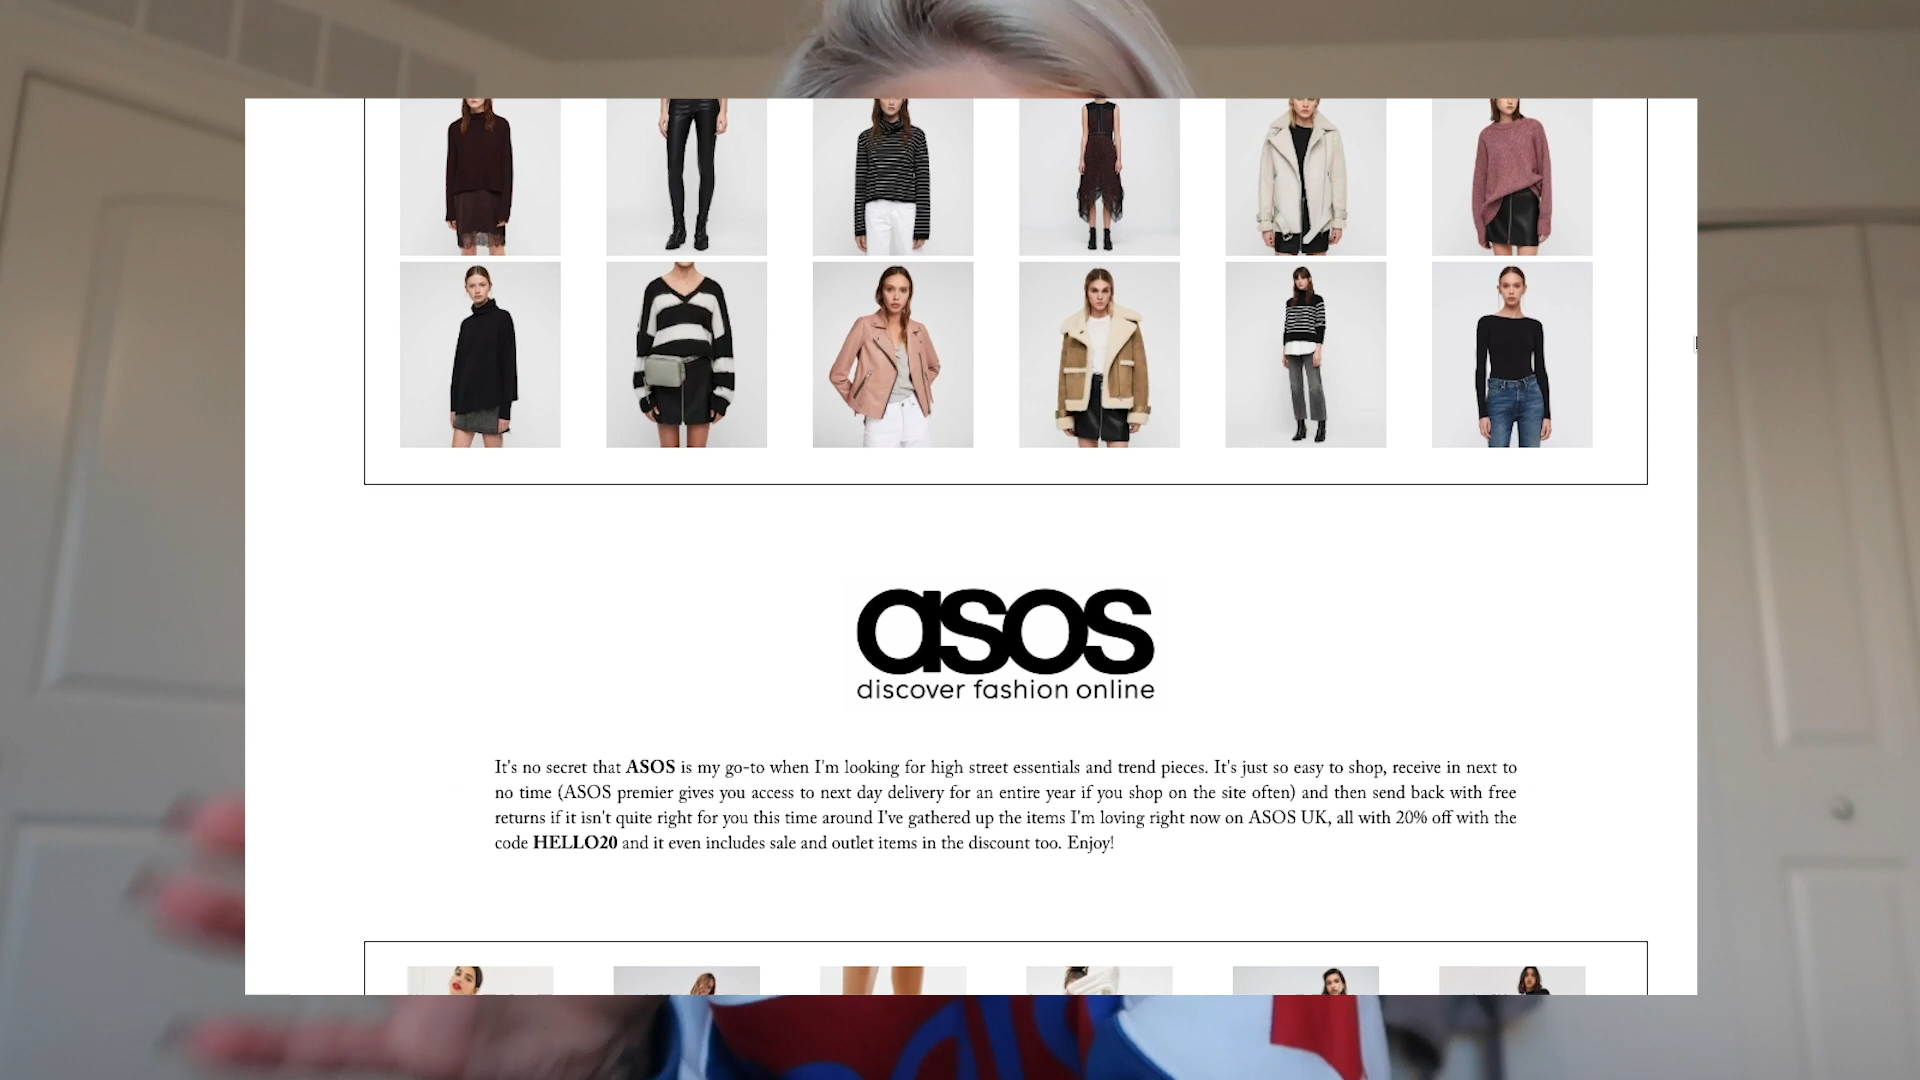 asos
discover fashion online
It's no secret that ASOS is my go-to when I'm looking for high street essentials and trend pieces. It's just so easy to shop, receive in next to
no time (ASOS premier gives you access to next day delivery for an entire year if you shop on the site often) and then send back with free
returns if it isn't quite right for you this time around I've gathered up the items I'm loving right now on ASOS UK, all with 20% off with the
code HELLO20 and it even includes sale and outlet items in the discount too. Enjoy!